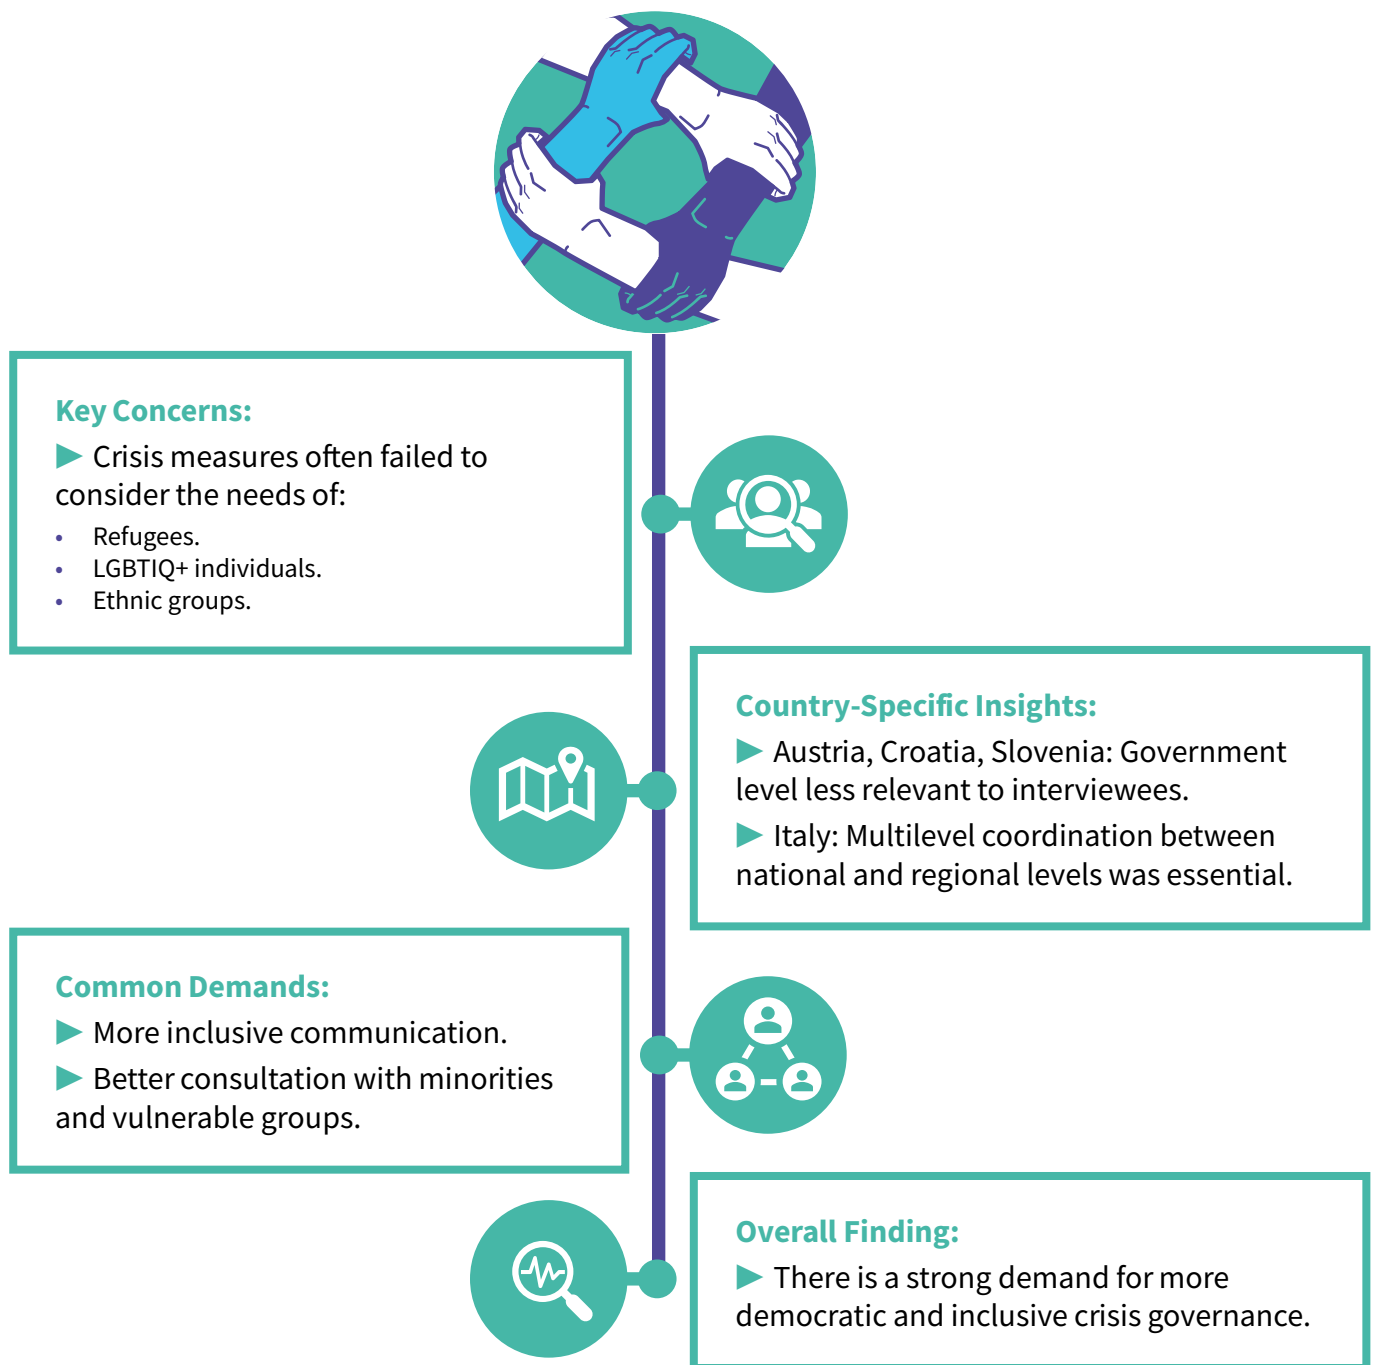 Key Concerns:
▶ Crisis measures often failed to
consider the needs of:
• Refugees.
• LGBTIQ+ individuals.
• Ethnic groups.
Country-Specific Insights:
▶ Austria, Croatia, Slovenia: Government
level less relevant to interviewees.
▶ Italy: Multilevel coordination between
national and regional levels was essential.
Common Demands:
▶ More inclusive communication.
▶ Better consultation with minorities
and vulnerable groups.
Overall Finding:
▶ There is a strong demand for more
democratic and inclusive crisis governance.